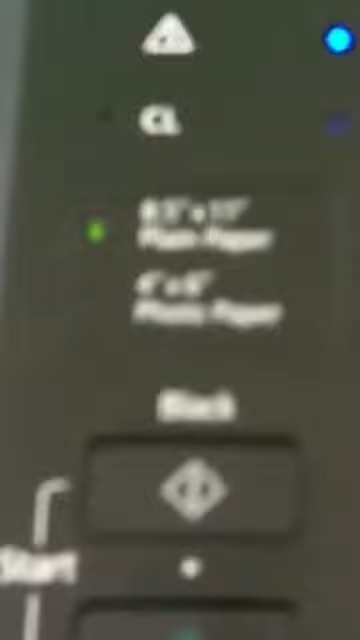 CL
8.5" x 11"
Plain Paper
4" x 6"
Photo Paper
Black
Start